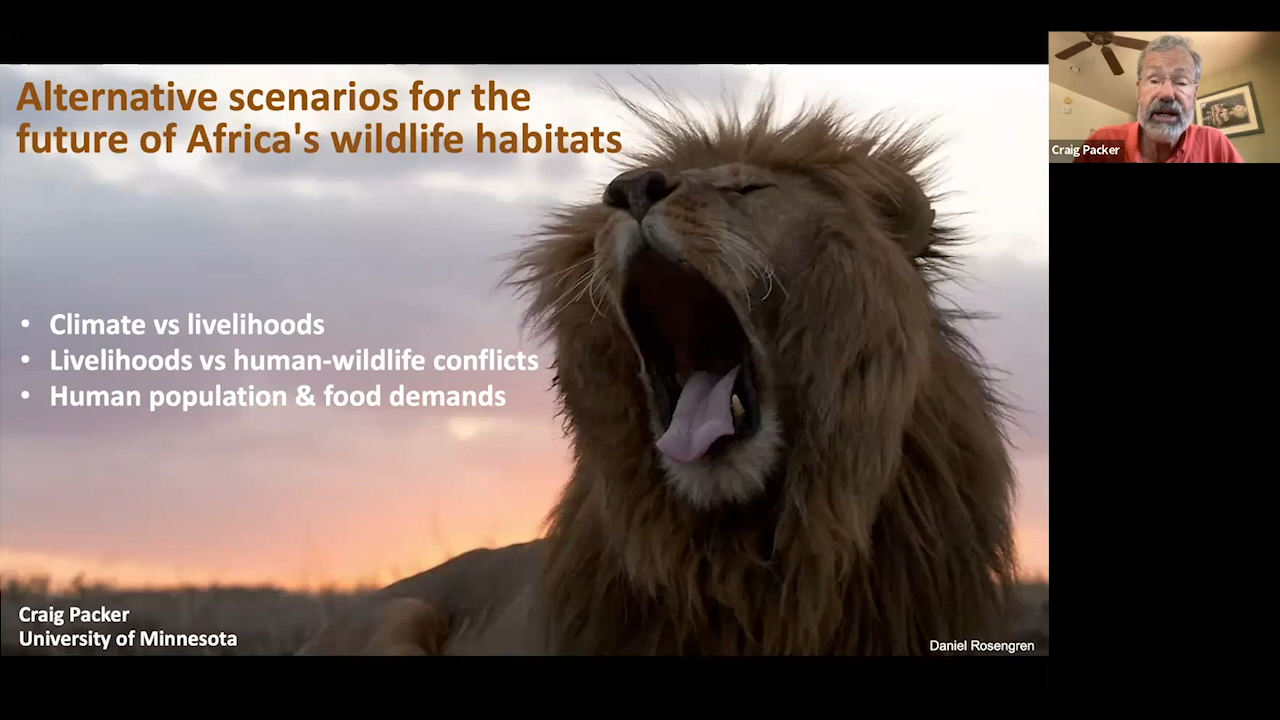 Alternative scenarios for the
future of Africa's wildlife habitats
• Climate vs livelihoods
• Livelihoods vs human-wildlife conflicts
• Human population & food demands
Craig Packer
University of Minnesota
Daniel Rosengren
Craig Packer